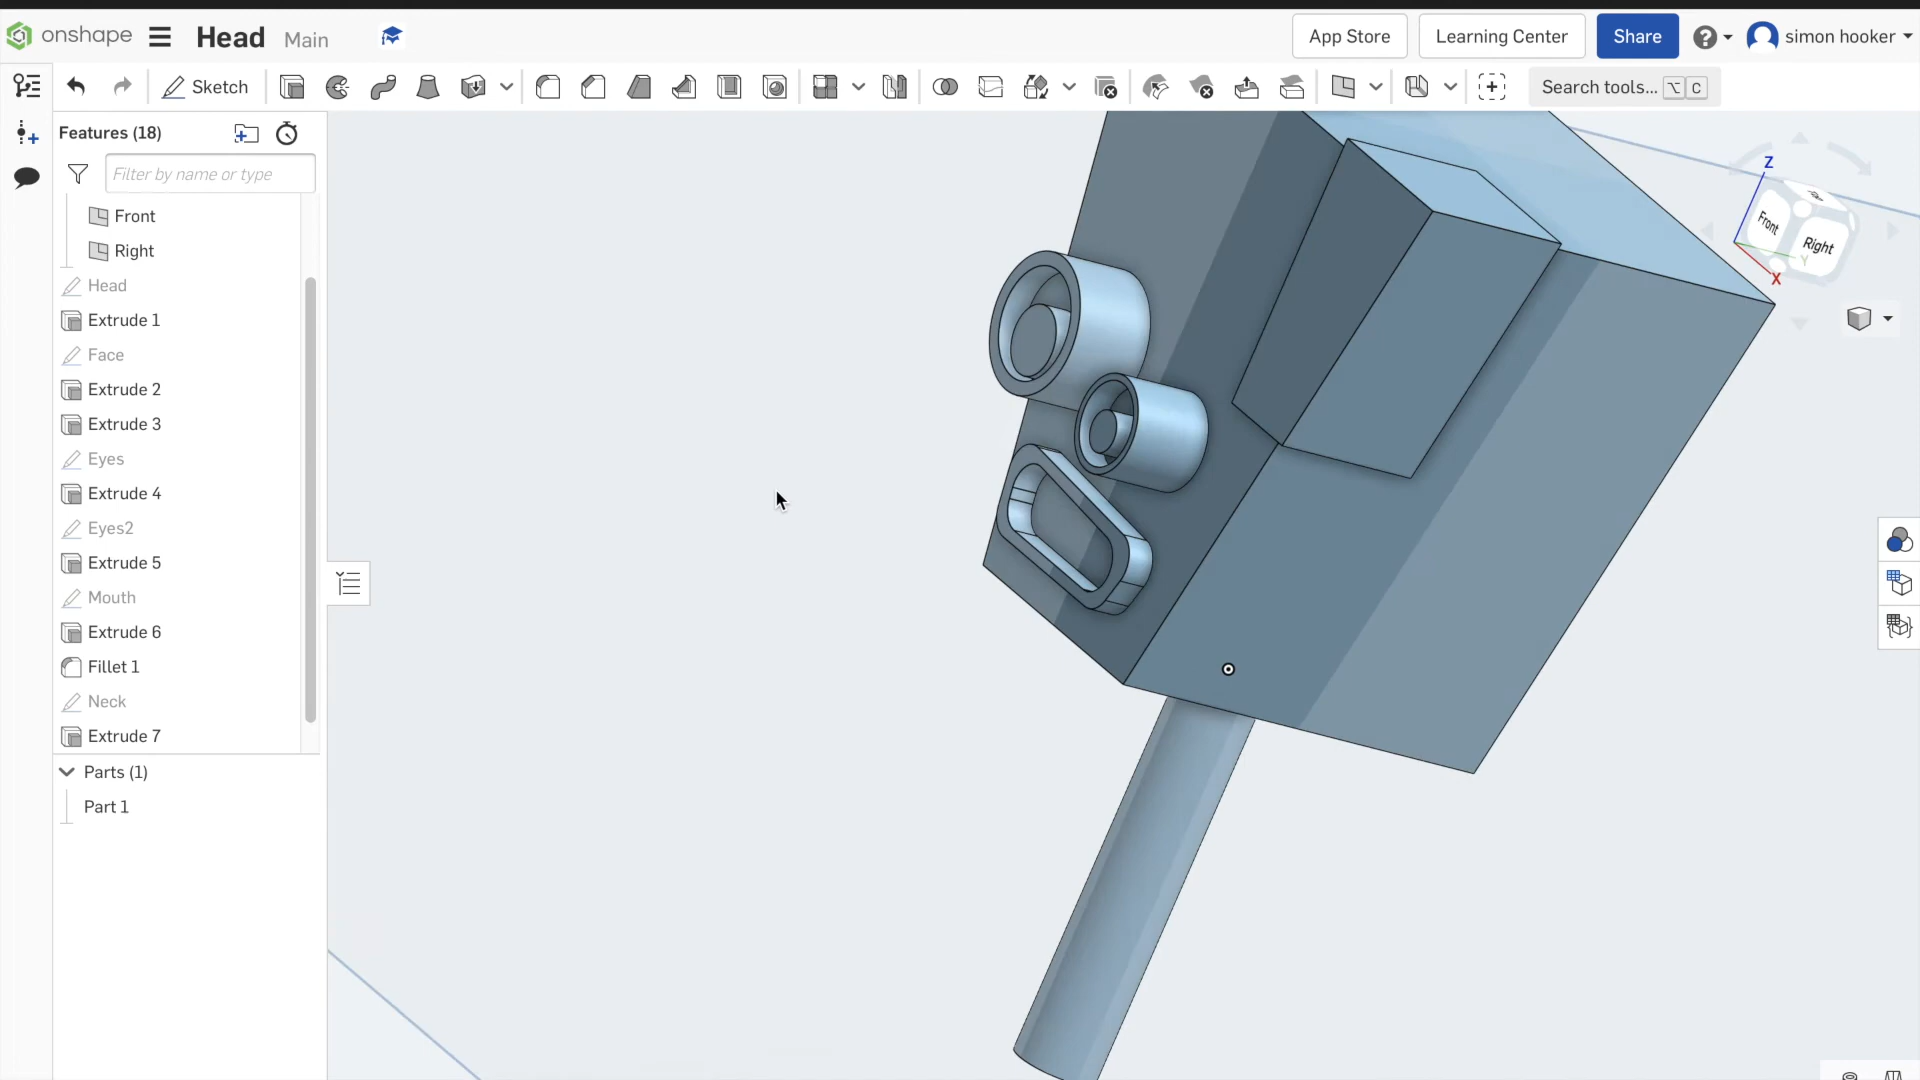 onshape Head Main App Store Learning Center Share simon hooker
Sketch Search tools... ⌥ C
Features (18)
Filter by name or type
Front
Right
Head
Extrude 1
Face
Extrude 2
Extrude 3
Eyes
Extrude 4
Eyes2
Extrude 5
Mouth
Extrude 6
Fillet 1
Neck
Extrude 7
Parts (1)
Part 1
Z
Front
Right
Y
X